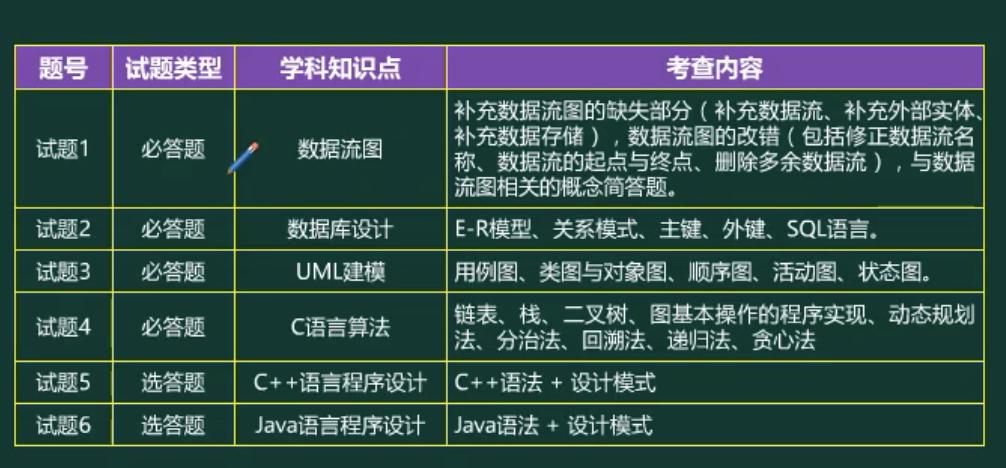 题号 试题类型 学科知识点 考查内容
试题1 必答题 数据流图 补充数据流图的缺失部分（补充数据流、补充外部实体、
补充数据存储），数据流图的改错（包括修正数据流名
称、数据流的起点与终点、删除多余数据流），与数据
流图相关的概念简答题。
试题2 必答题 数据库设计 E-R模型、关系模式、主键、外键、SQL语言。
试题3 必答题 UML建模 用例图、类图与对象图、顺序图、活动图、状态图。
试题4 必答题 C语言算法 链表、栈、二叉树、图基本操作的程序实现、动态规划
法、分治法、回溯法、递归法、贪心法
试题5 选答题 C++语言程序设计 C++语法 + 设计模式
试题6 选答题 Java语言程序设计 Java语法 + 设计模式